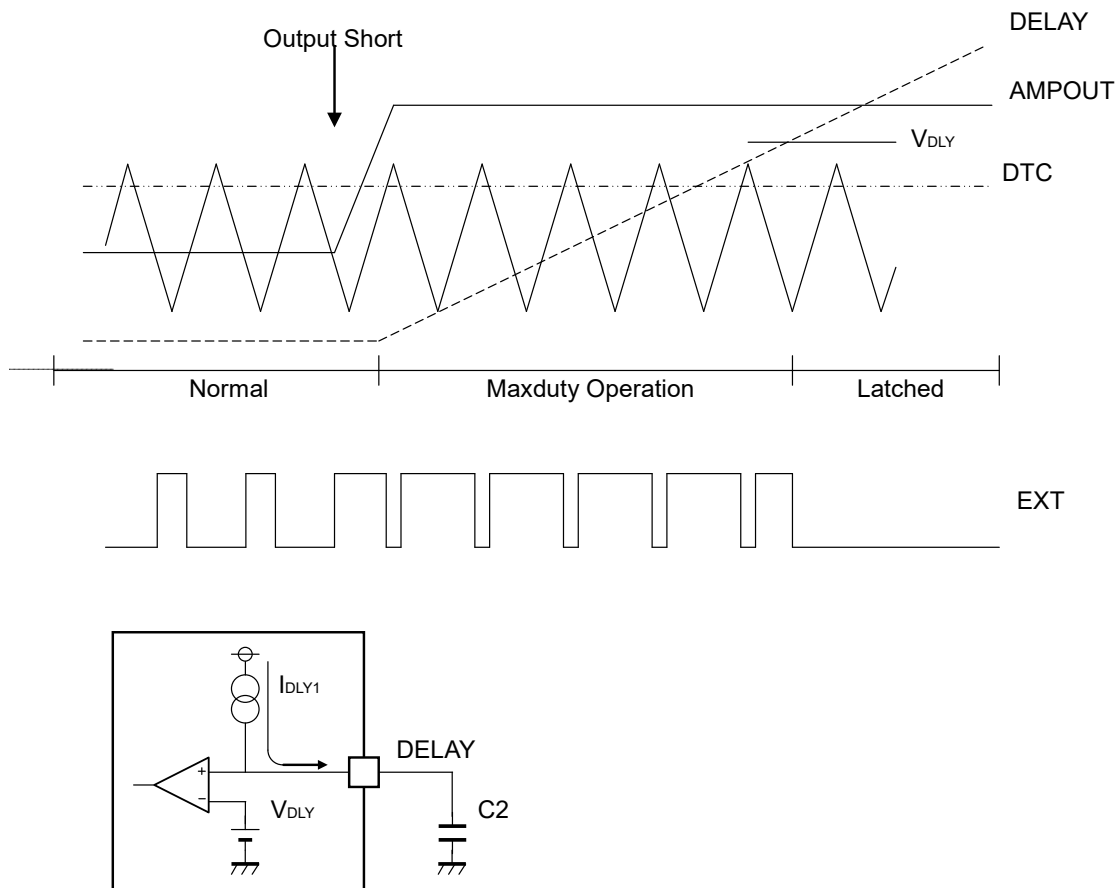 DELAY
Output Short
AMPOUT
VDLY
DTC
Normal
Maxduty Operation
Latched
EXT
IDLY1
DELAY
+
−
VDLY
C2